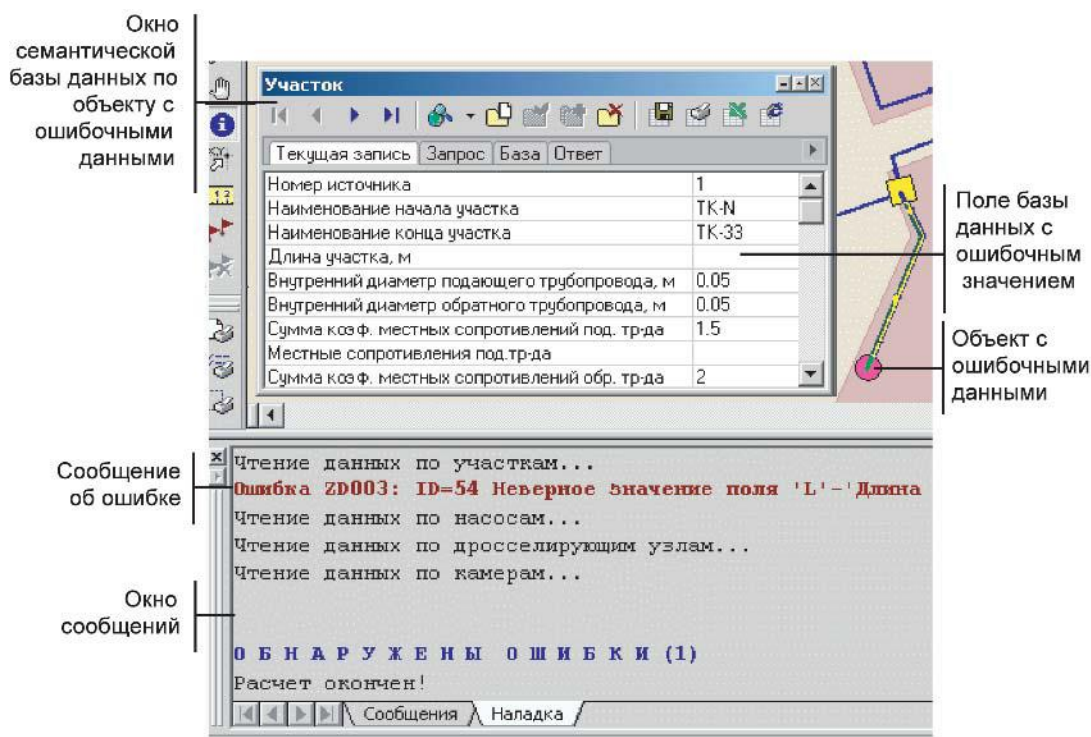 Окно
семантической
базы данных по
объекту с
ошибочными
данными
Участок
Текущая запись Запрос База Ответ
Номер источника 1
Наименование начала участка ТК-N
Наименование конца участка ТК-33
Длина участка, м
Внутренний диаметр подающего трубопровода, м 0.05
Внутренний диаметр обратного трубопровода, м 0.05
Сумма коэф. местных сопротивлений под. тр-да 1.5
Местные сопротивления под.тр-да
Сумма коэф. местных сопротивлений обр. тр-да 2
Поле базы
данных с
ошибочным
значением
Объект с
ошибочными
данными
Сообщение
об ошибке
Окно
сообщений
Чтение данных по участкам...
Ошибка ZD003: ID=54 Неверное значение поля 'L'-'Длина
Чтение данных по насосам...
Чтение данных по дросселирующим узлам...
Чтение данных по камерам...
О Б Н А Р У Ж Е Н Ы О Ш И Б К И (1)
Расчет окончен!
Сообщения Наладка